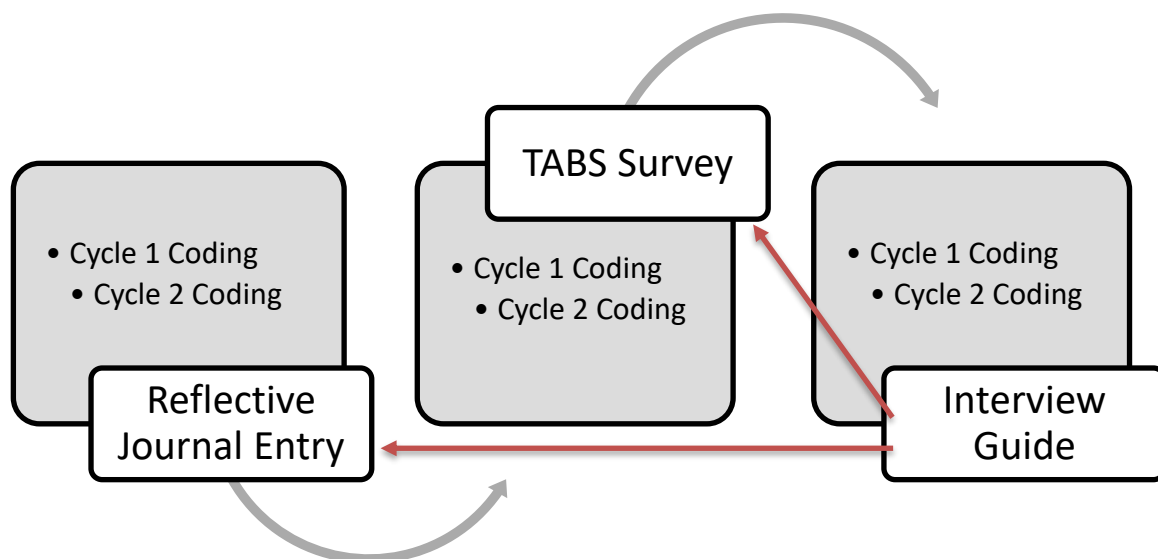 • Cycle 1 Coding
• Cycle 2 Coding
Reflective
Journal Entry
TABS Survey
• Cycle 1 Coding
• Cycle 2 Coding
• Cycle 1 Coding
• Cycle 2 Coding
Interview
Guide